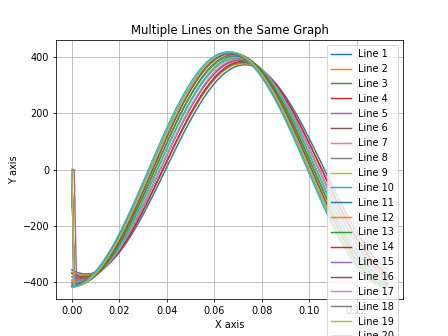 Multiple Lines on the Same Graph
Y axis
400
200
0
−200
−400
0.00 0.02 0.04 0.06 0.08 0.10
X axis
Line 1
Line 2
Line 3
Line 4
Line 5
Line 6
Line 7
Line 8
Line 9
Line 10
Line 11
Line 12
Line 13
Line 14
Line 15
Line 16
Line 17
Line 18
Line 19
Line 20